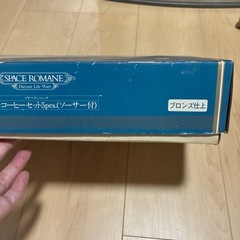 SPACE ROMANE
Diecast Life Ware
コーヒーセット5pcs.(ソーサー付)
ブロンズ仕上